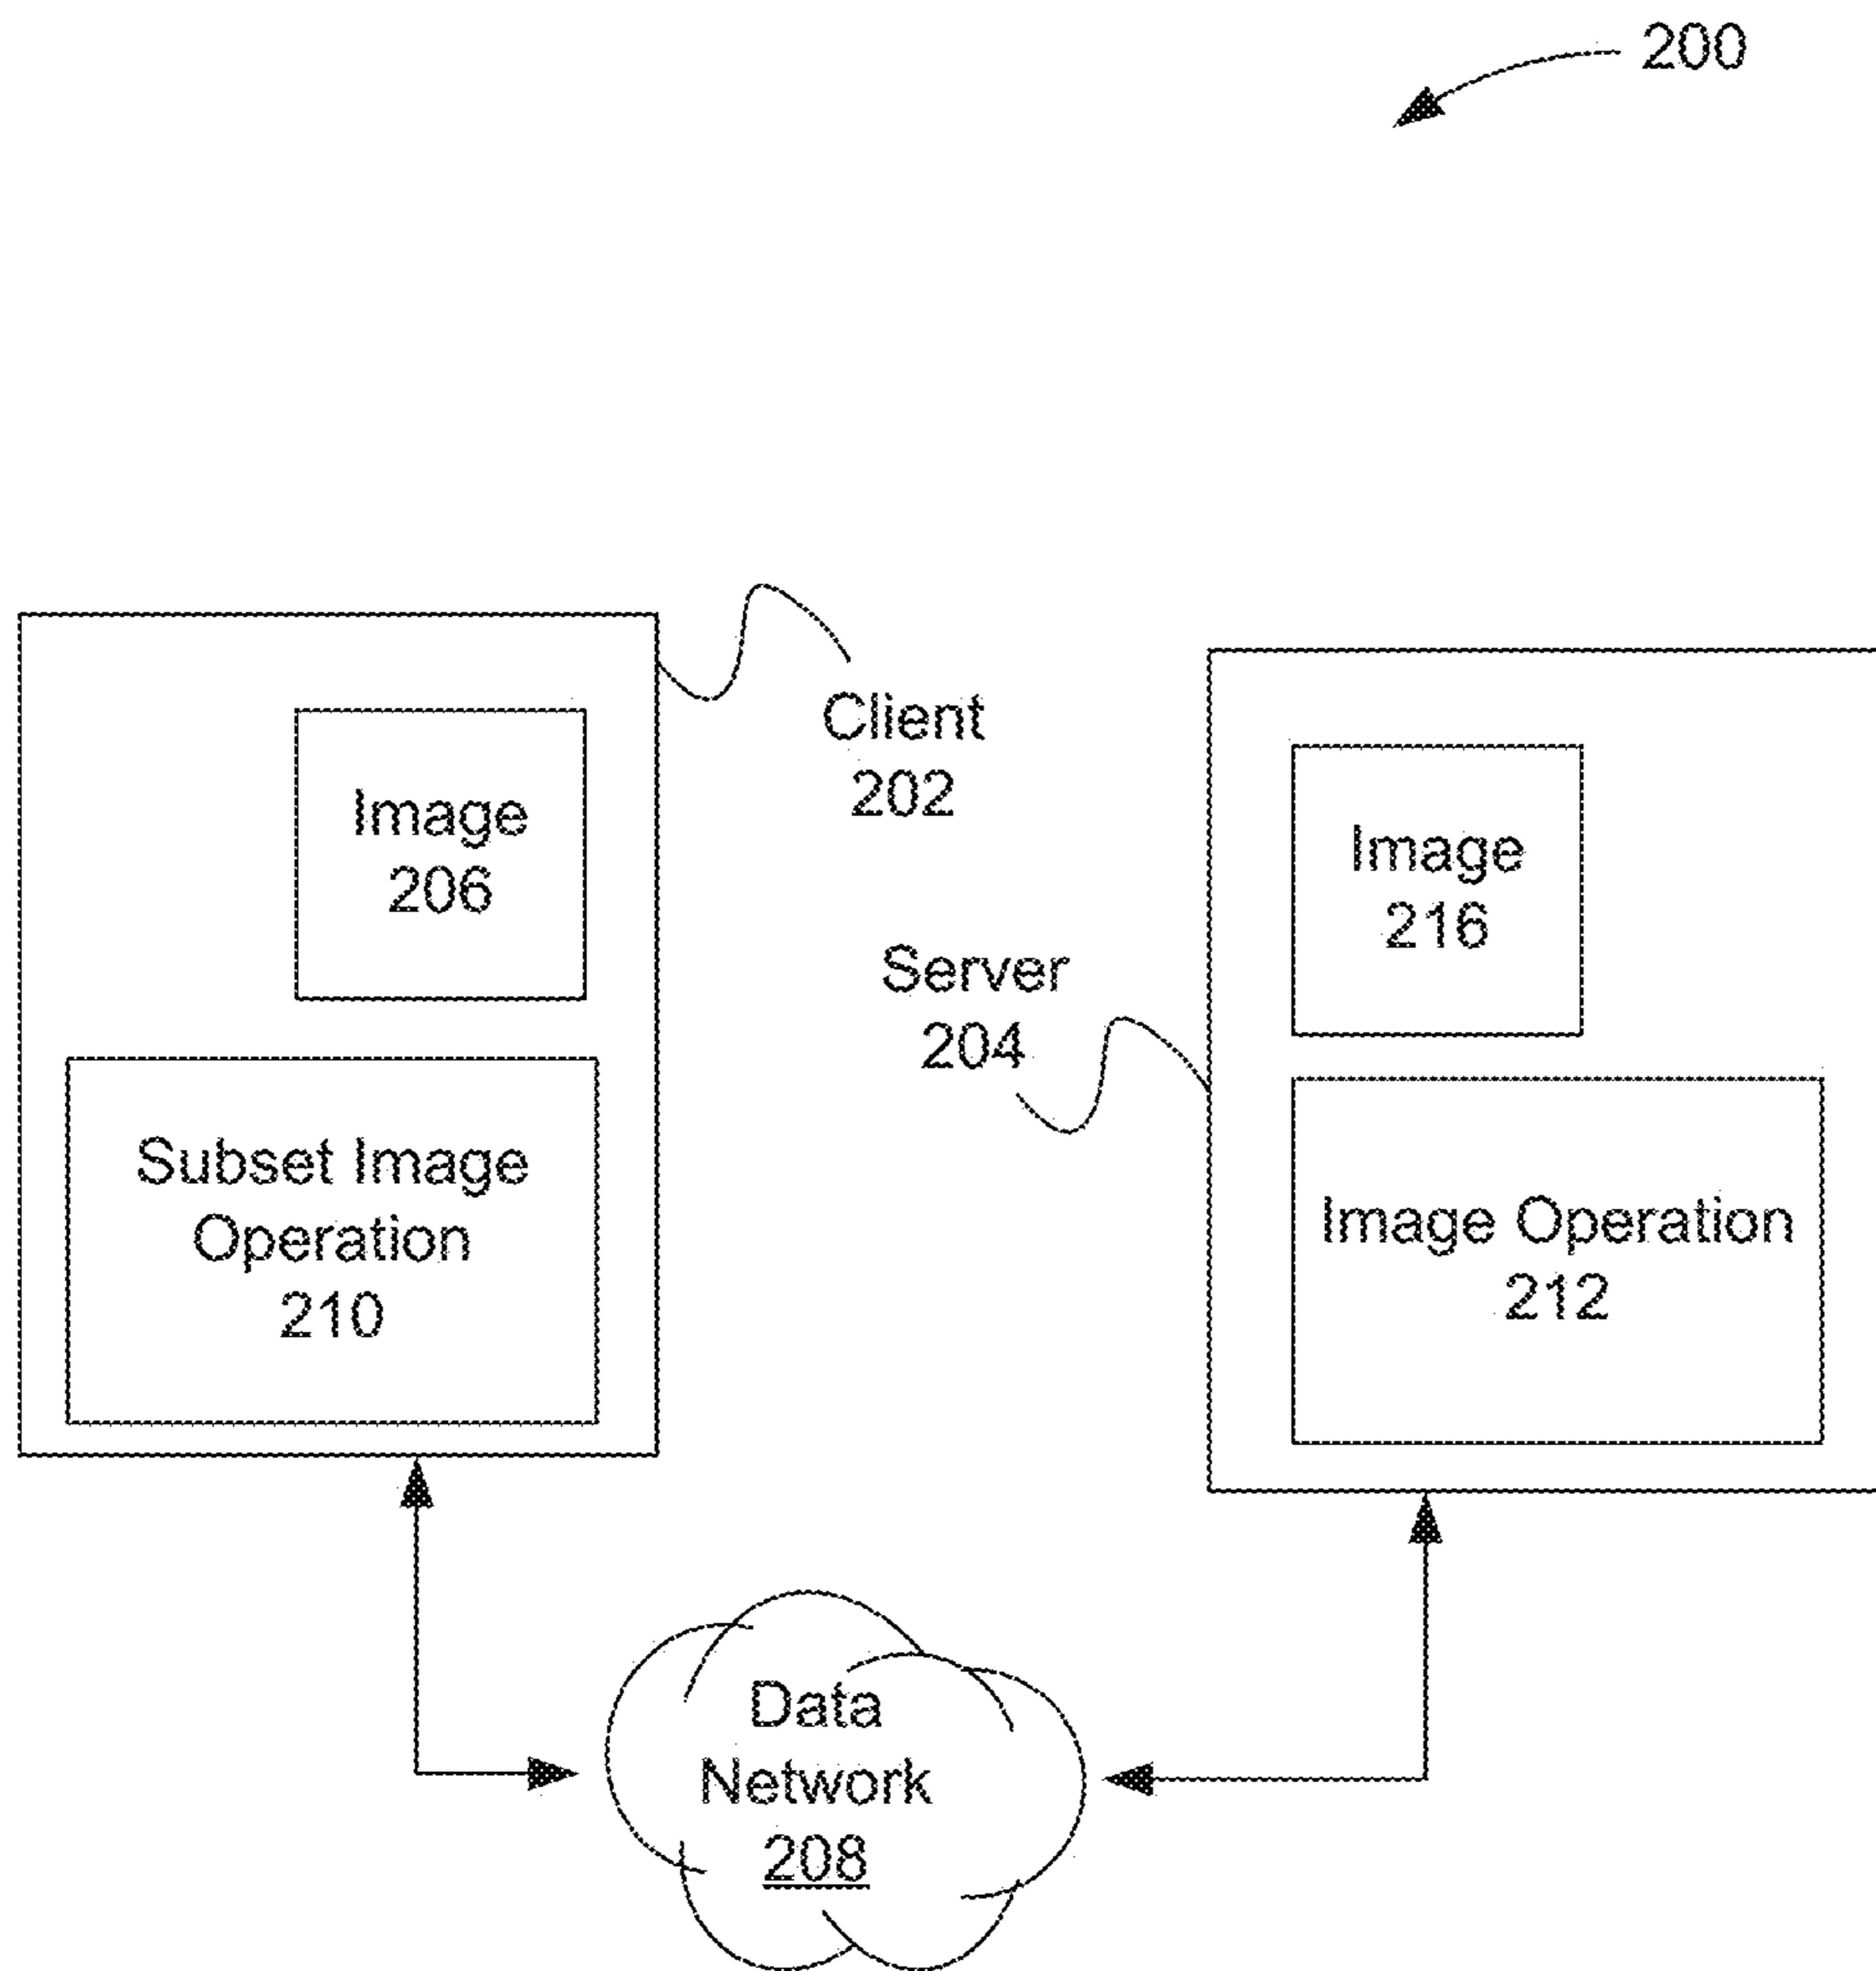 200
Client
202
Image
206
Subset Image
Operation
210
Server
204
Image
216
Image Operation
212
Data
Network
208